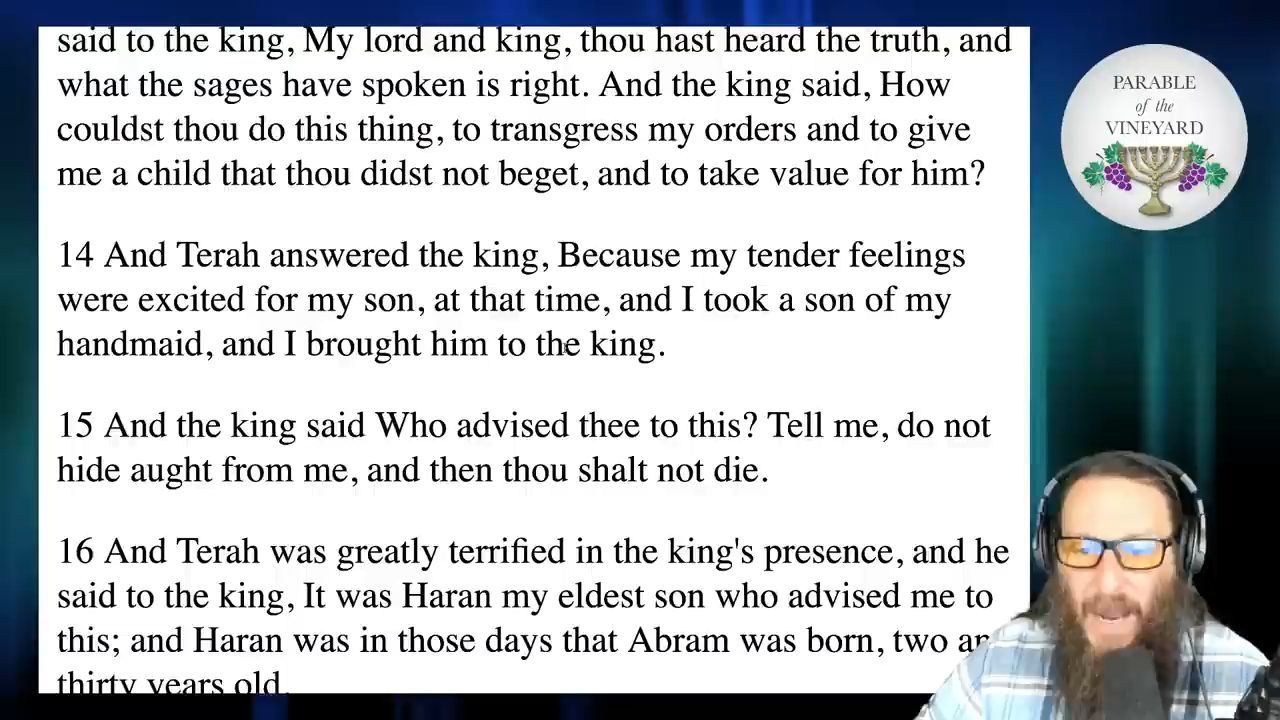 said to the king, My lord and king, thou hast heard the truth, and
what the sages have spoken is right. And the king said, How
couldst thou do this thing, to transgress my orders and to give
me a child that thou didst not beget, and to take value for him?
14 And Terah answered the king, Because my tender feelings
were excited for my son, at that time, and I took a son of my
handmaid, and I brought him to the king.
15 And the king said Who advised thee to this? Tell me, do not
hide aught from me, and then thou shalt not die.
16 And Terah was greatly terrified in the king's presence, and he
said to the king, It was Haran my eldest son who advised me to
this; and Haran was in those days that Abram was born, two an
thirty years old.
PARABLE
of the
VINEYARD